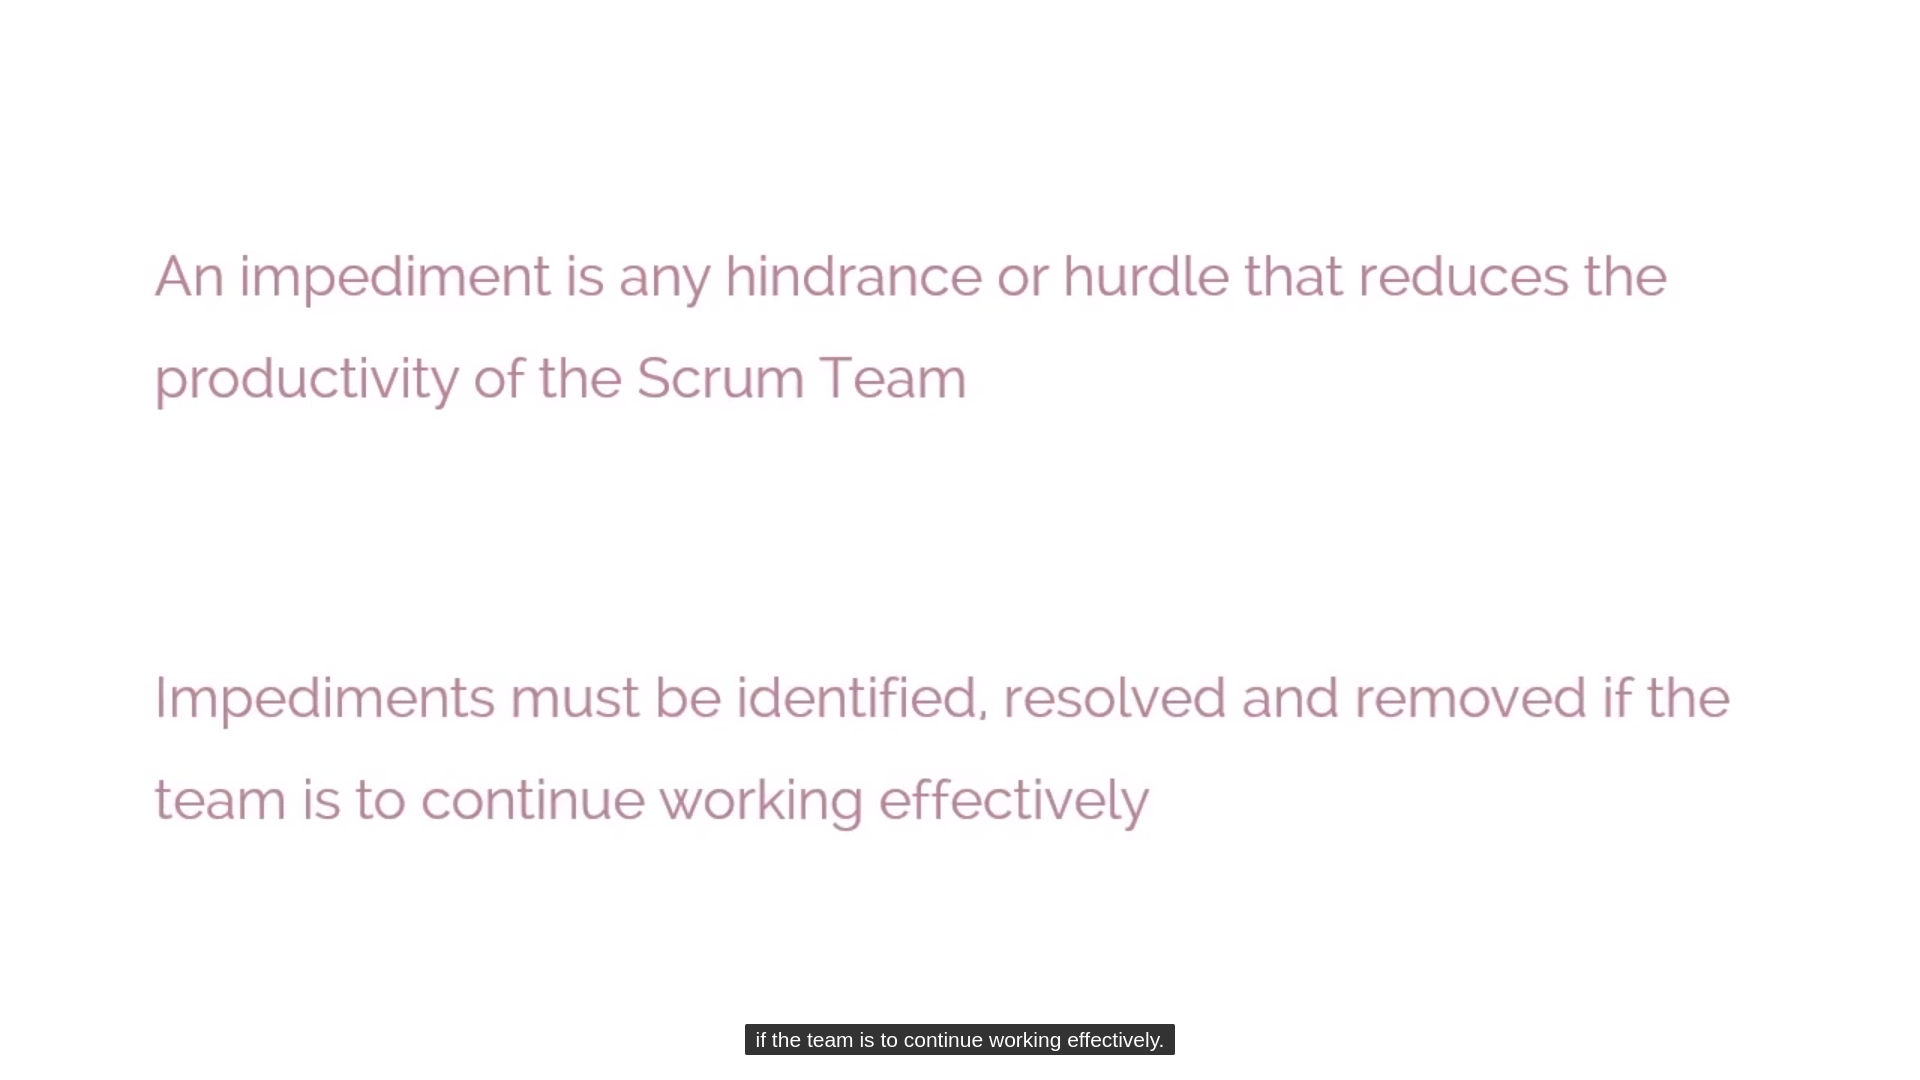 An impediment is any hindrance or hurdle that reduces the
productivity of the Scrum Team
Impediments must be identified, resolved and removed if the
team is to continue working effectively
if the team is to continue working effectively.